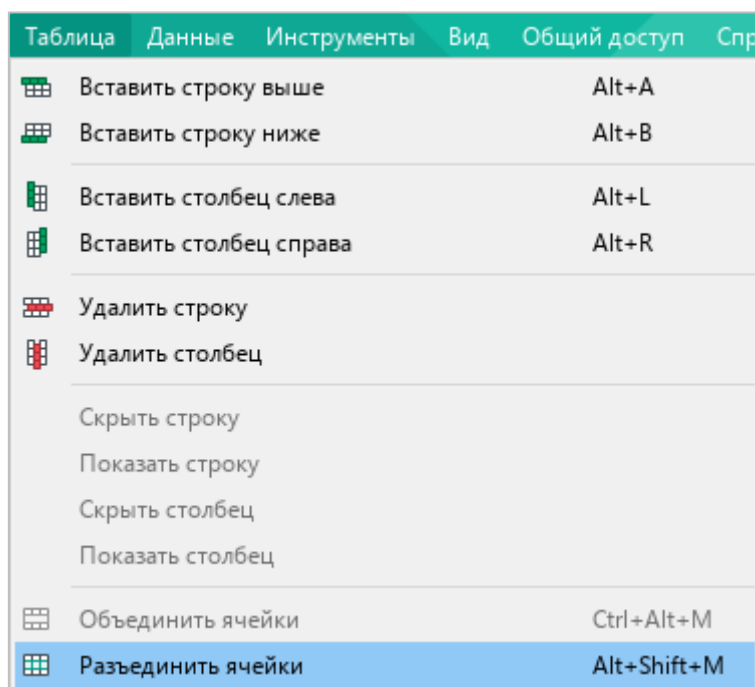 Таблица Данные Инструменты Вид Общий доступ
Вставить строку выше Alt+A
Вставить строку ниже Alt+B
Вставить столбец слева Alt+L
Вставить столбец справа Alt+R
Удалить строку
Удалить столбец
Скрыть строку
Показать строку
Скрыть столбец
Показать столбец
Объединить ячейки Ctrl+Alt+M
Разъединить ячейки Alt+Shift+M